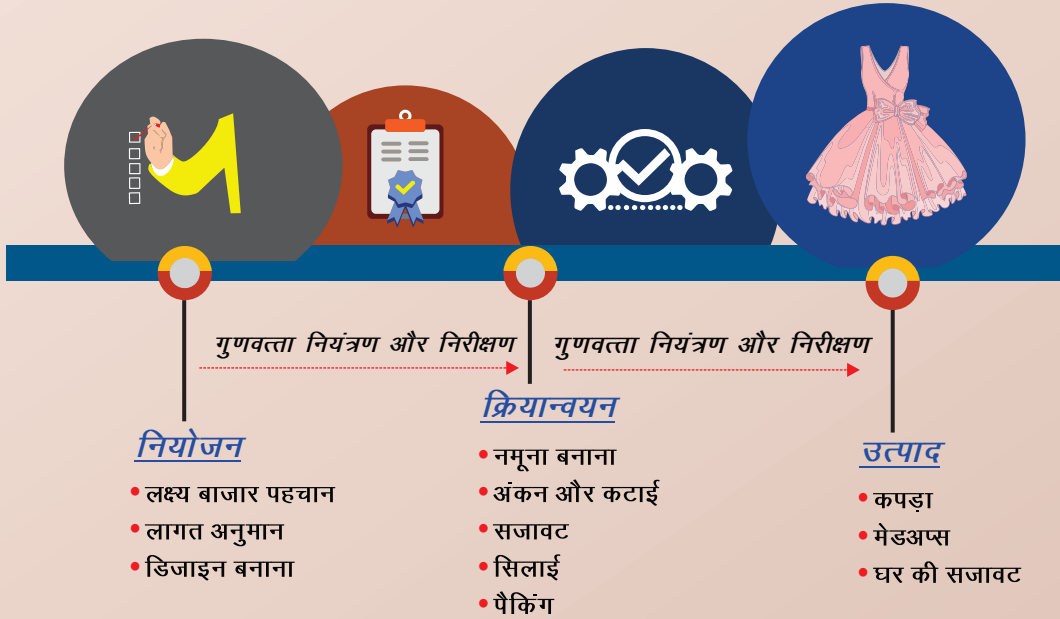 गुणवत्ता नियंत्रण और निरीक्षण
गुणवत्ता नियंत्रण और निरीक्षण
नियोजन
लक्ष्य बाजार पहचान
लागत अनुमान
डिजाइन बनाना
क्रियान्वयन
नमूना बनाना
अंकन और कटाई
सजावट
सिलाई
पैकिंग
उत्पाद
कपड़ा
मेडअप्स
घर की सजावट